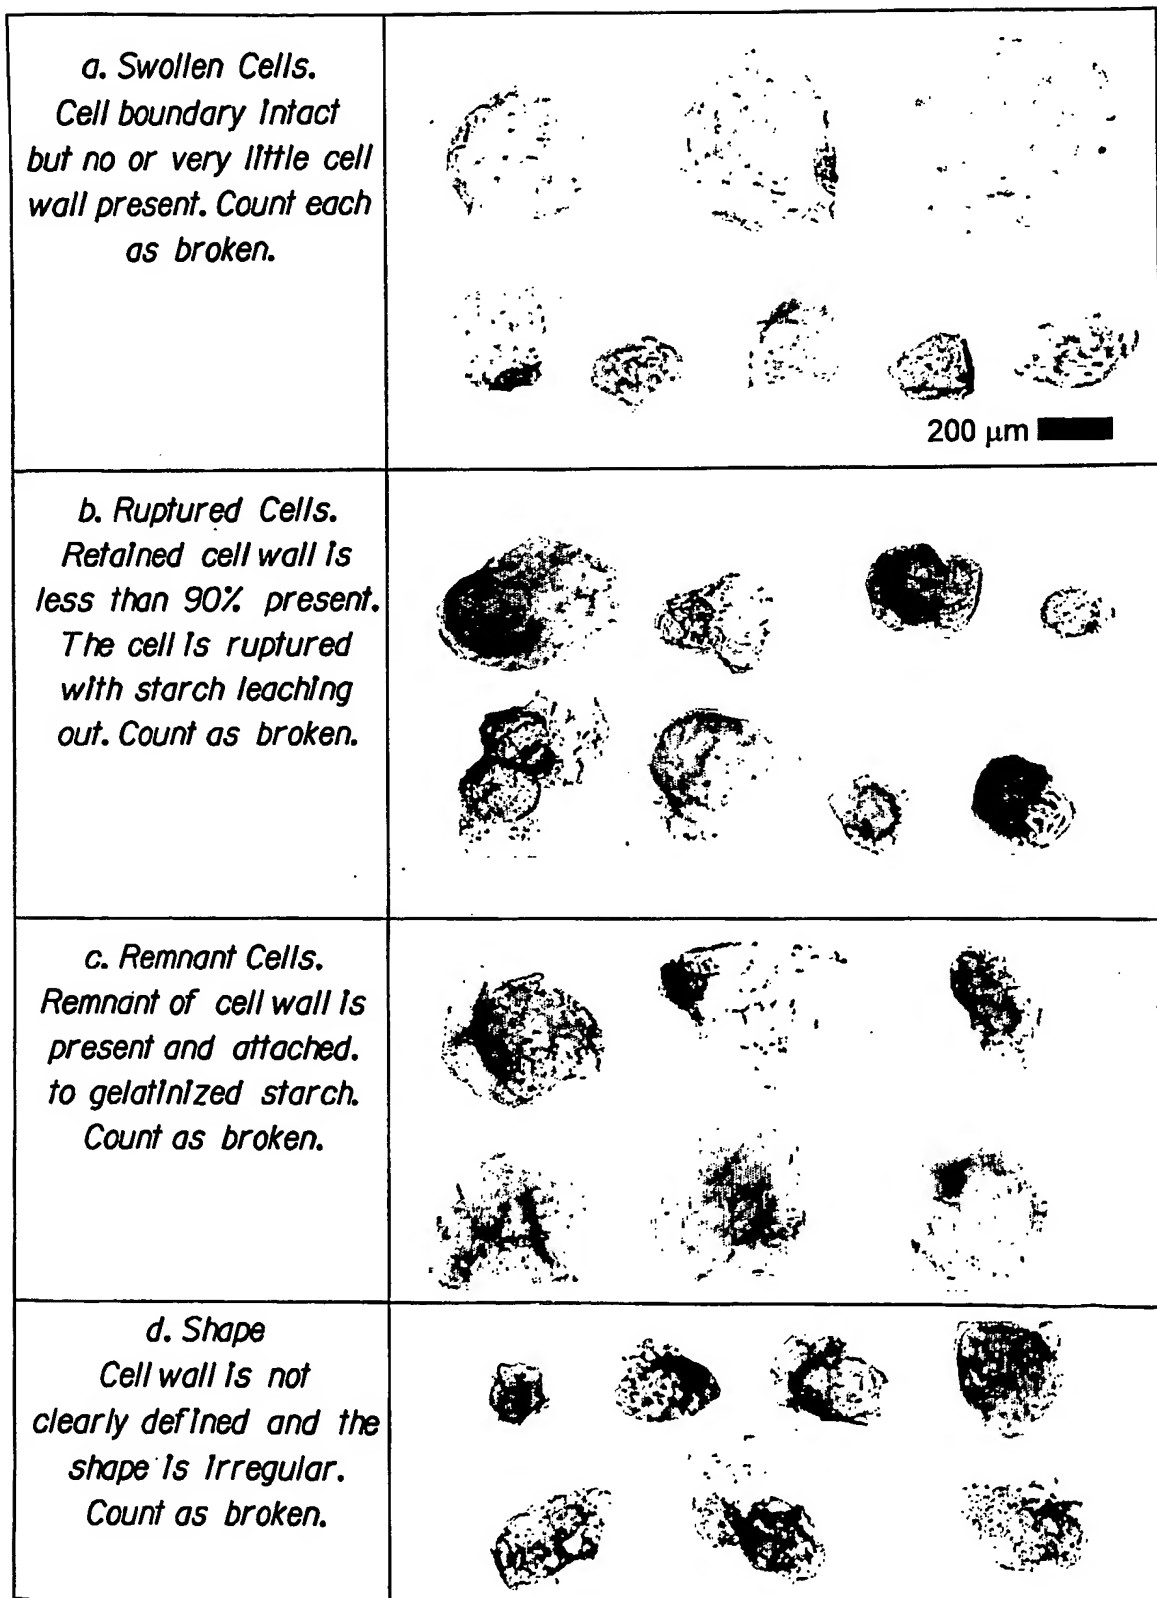 a. Swollen Cells.
Cell boundary intact
but no or very little cell
wall present. Count each
as broken.
200 μm
b. Ruptured Cells.
Retained cell wall is
less than 90% present.
The cell is ruptured
with starch leaching
out. Count as broken.
c. Remnant Cells.
Remnant of cell wall is
present and attached.
to gelatinized starch.
Count as broken.
d. Shape
Cell wall is not
clearly defined and the
shape is irregular.
Count as broken.